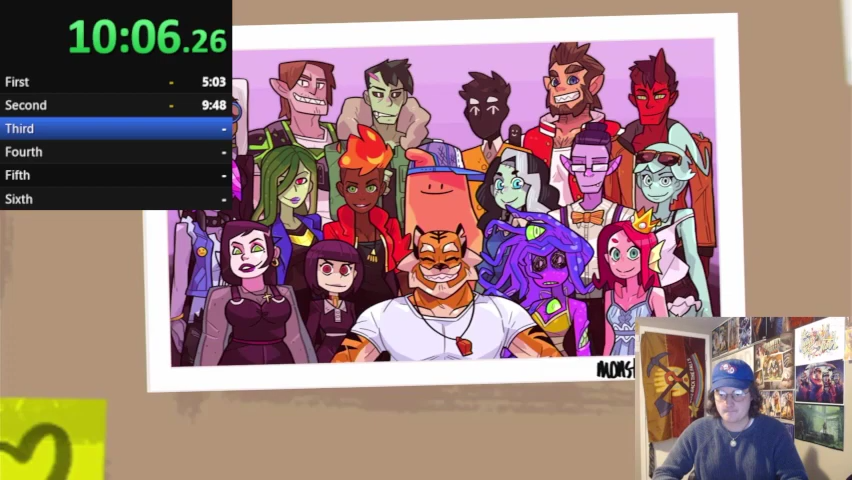 10:06.26
First - 5:03
Second - 9:48
Third -
Fourth -
Fifth -
Sixth -